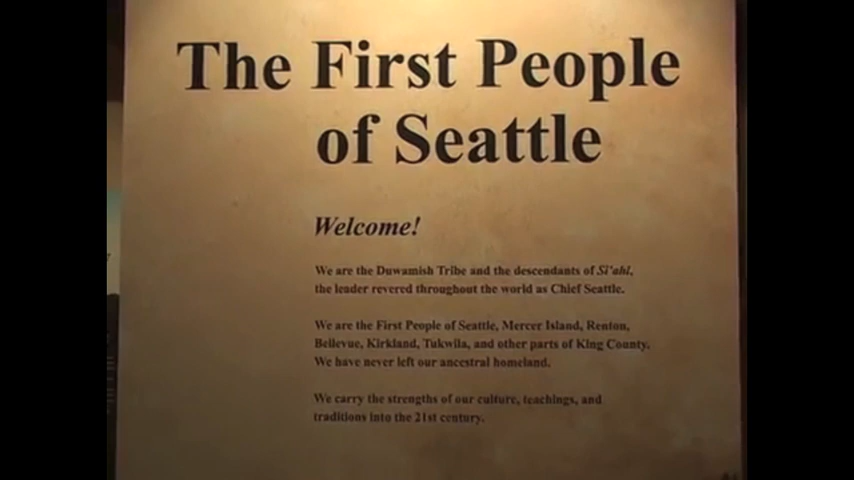 The First People
of Seattle
Welcome!
We are the Duwamish Tribe and the descendants of Si'ahl,
the leader revered throughout the world as Chief Seattle.
We are the First People of Seattle, Mercer Island, Renton,
Bellevue, Kirkland, Tukwila, and other parts of King County.
We have never left our ancestral homeland.
We carry the strengths of our culture, teachings, and
traditions into the 21st century.